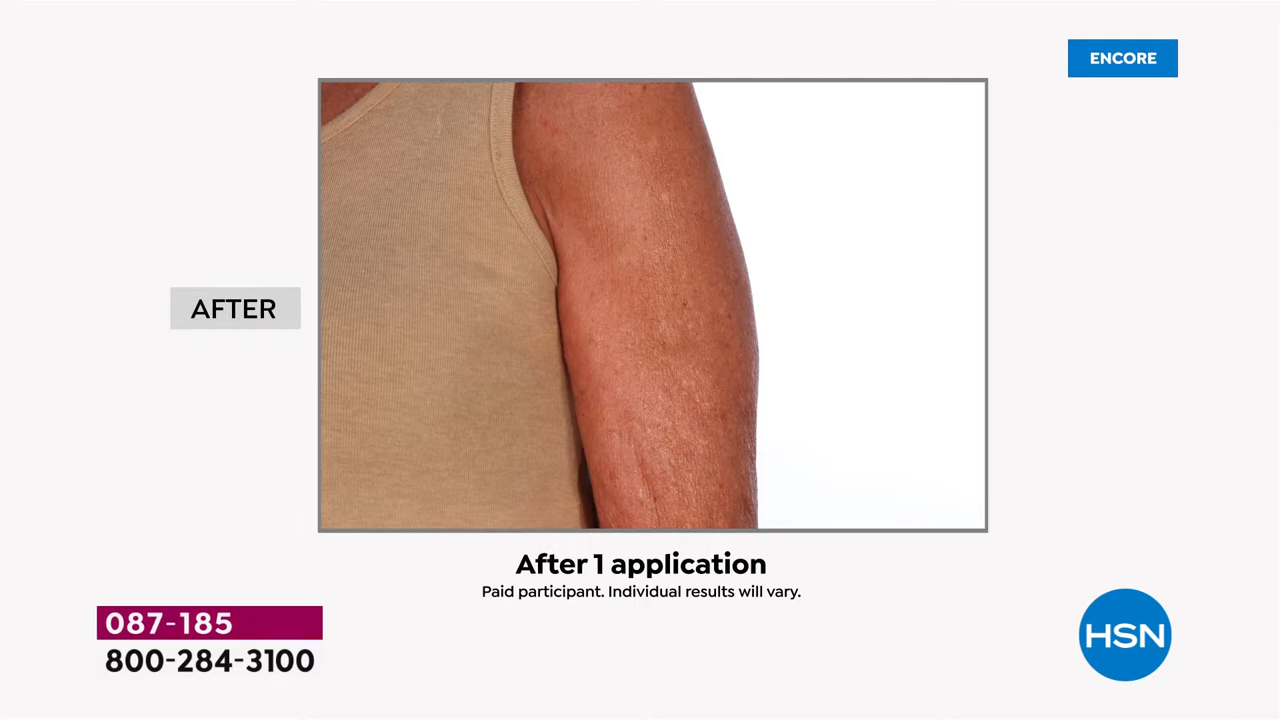 ENCORE
AFTER
After 1 application
Paid participant. Individual results will vary.
087-185
800-284-3100
HSN